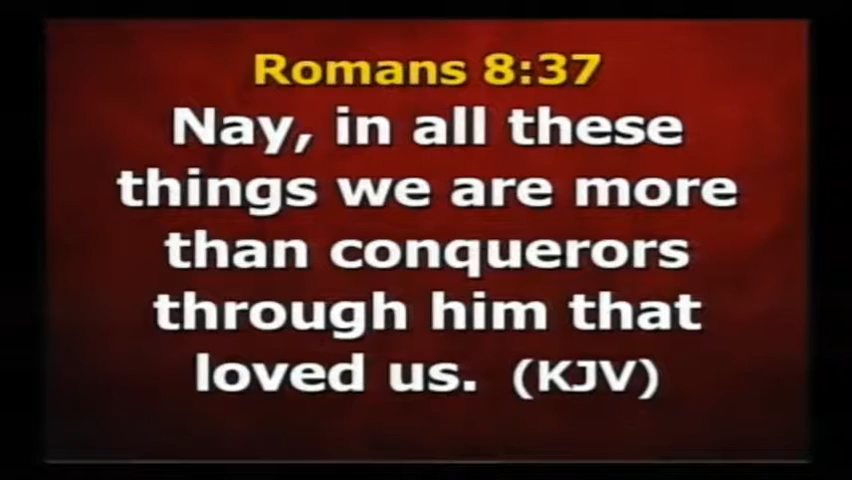 Romans 8:37
Nay, in all these
things we are more
than conquerors
through him that
loved us. (KJV)